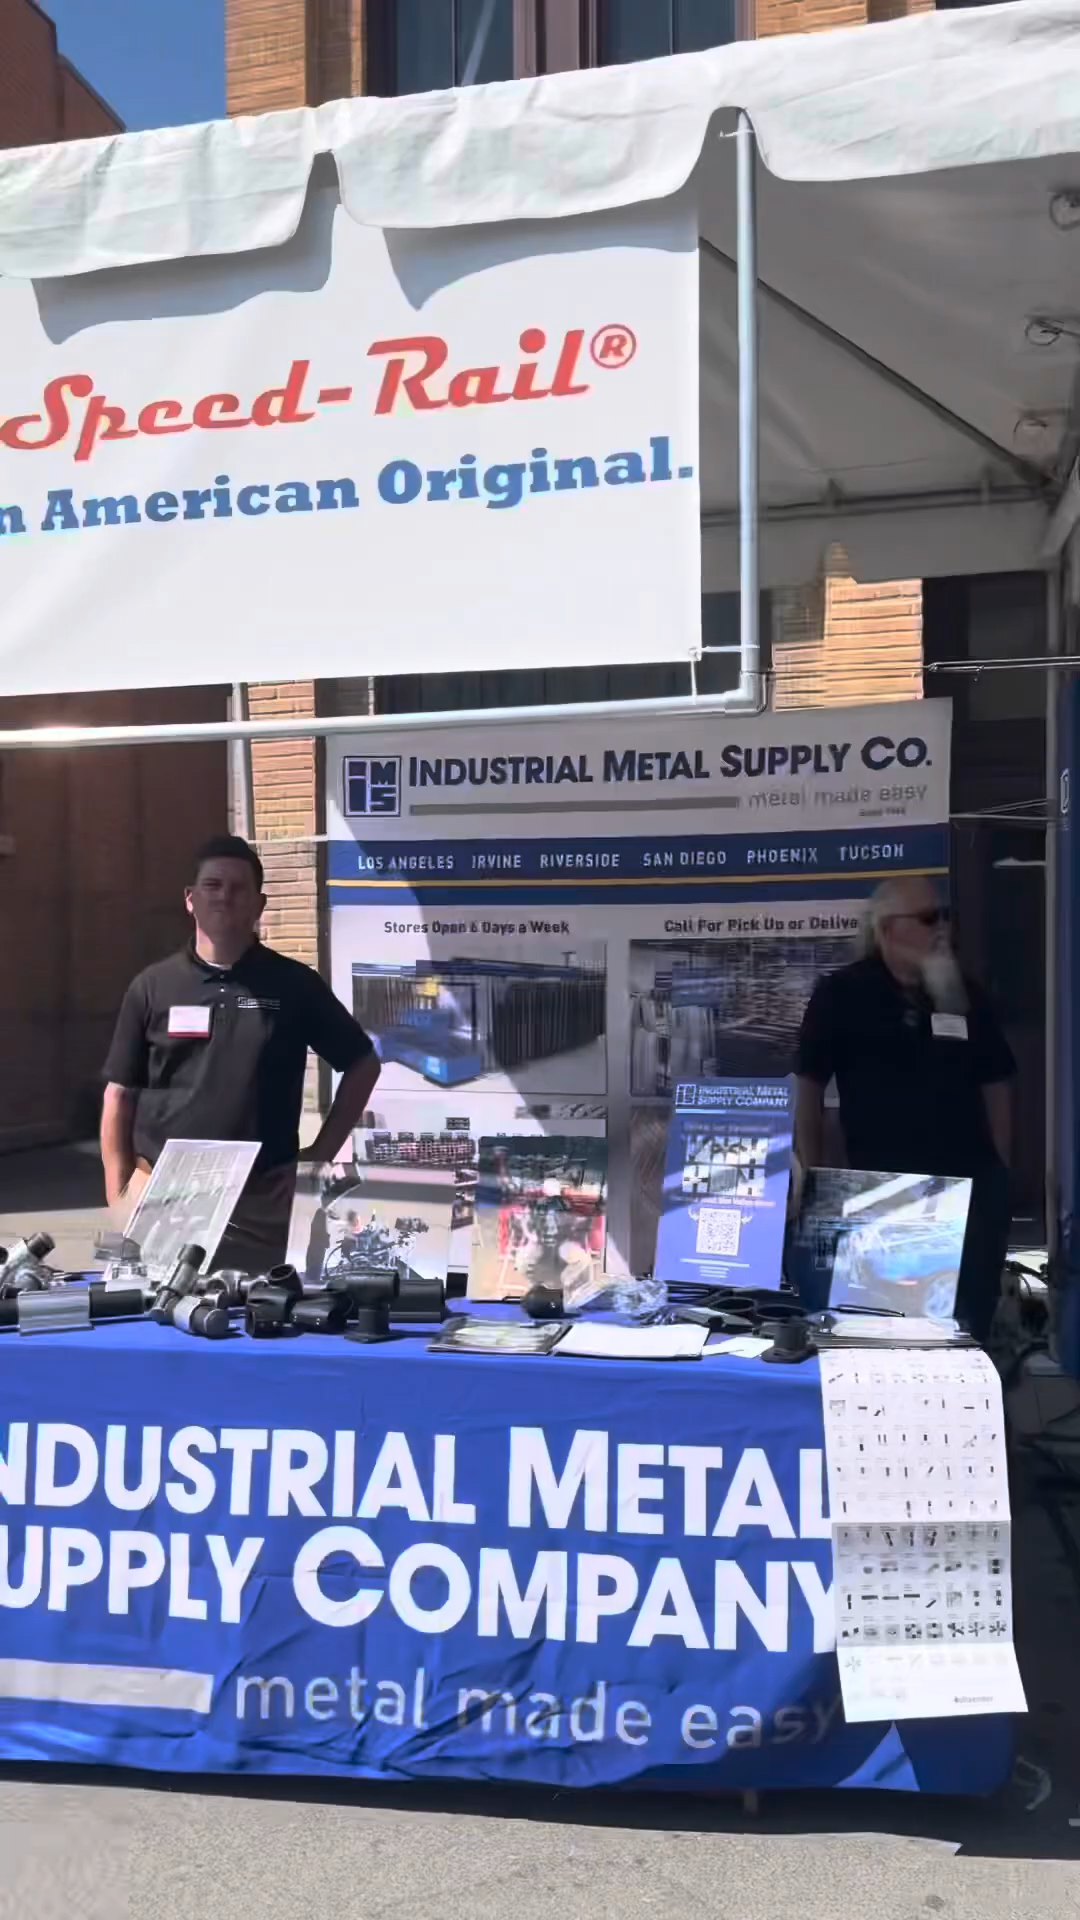 Speed-Rail®
n American Original.
IMS
INDUSTRIAL METAL SUPPLY CO.
metal made easy
LOS ANGELES IRVINE RIVERSIDE SAN DIEGO PHOENIX TUCSON
Stores Open 6 Days a Week
Call For Pick Up or Delive
INDUSTRIAL METAL
SUPPLY COMPANY
NDUSTRIAL METAL
UPPLY COMPANY
metal made easy